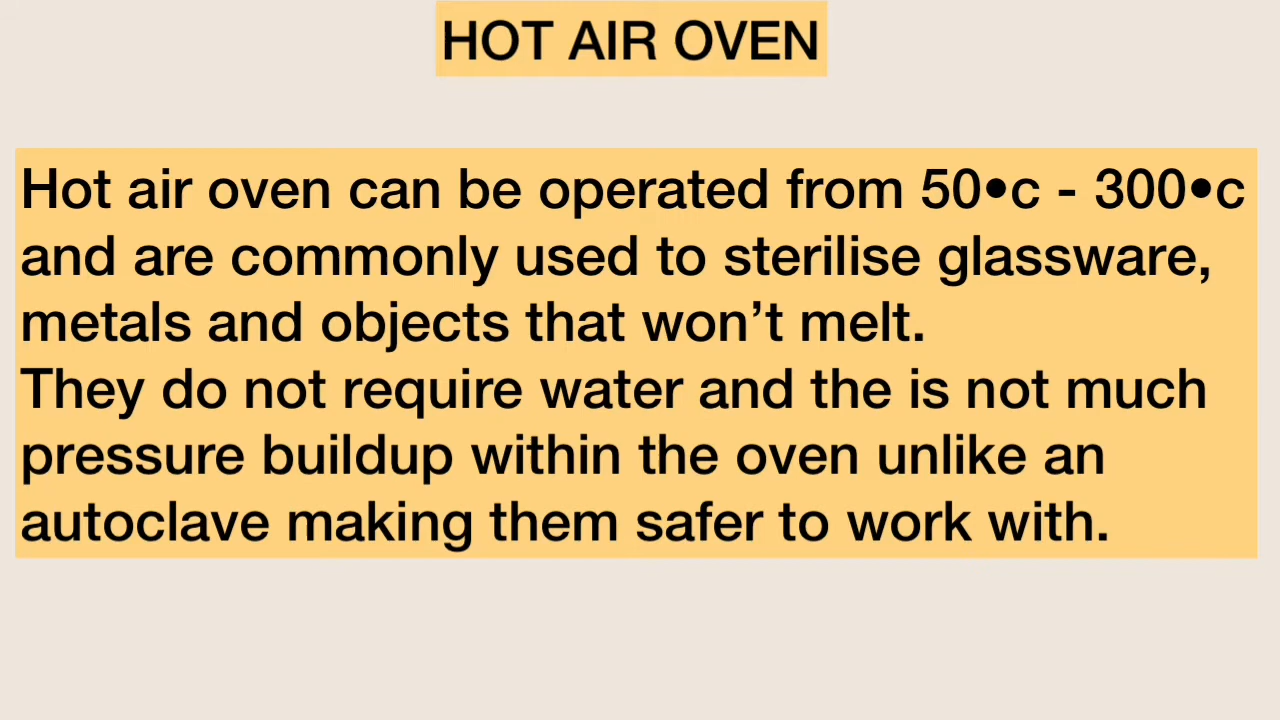 HOT AIR OVEN
Hot air oven can be operated from 50•c - 300•c
and are commonly used to sterilise glassware,
metals and objects that won’t melt.
They do not require water and the is not much
pressure buildup within the oven unlike an
autoclave making them safer to work with.